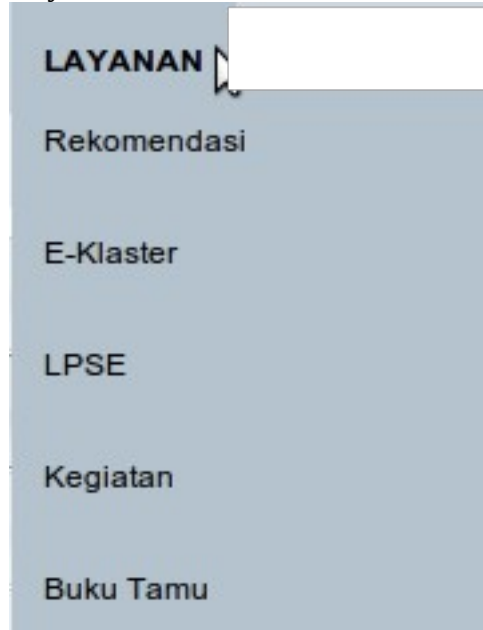 LAYANAN
Rekomendasi
E-Klaster
LPSE
Kegiatan
Buku Tamu